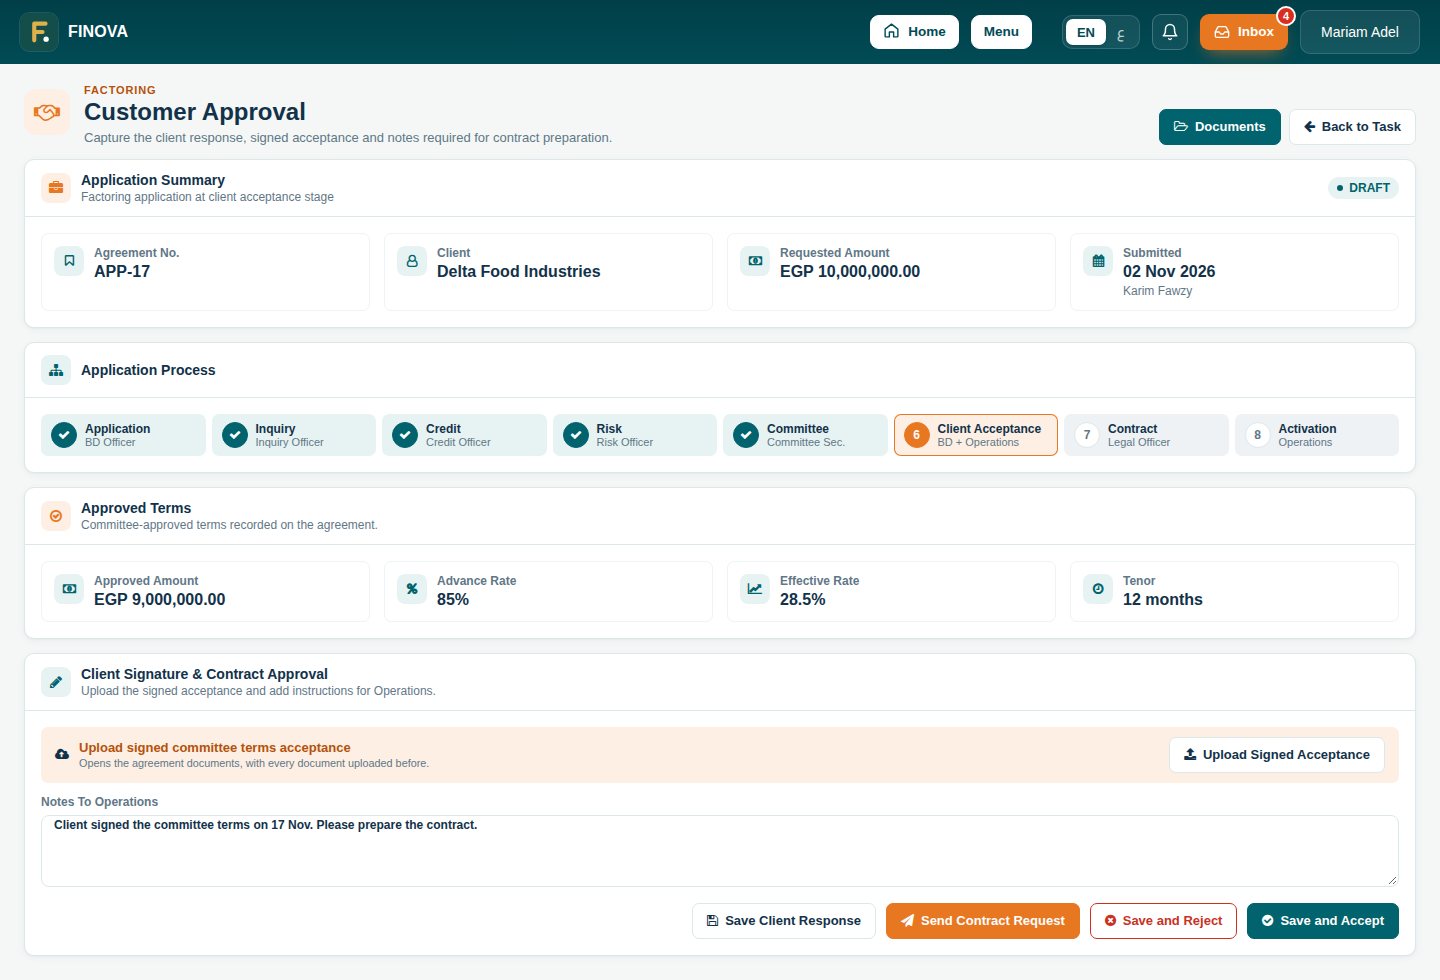 FINOVA
Home
Menu
EN
ع
Inbox
4
Mariam Adel
FACTORING
Customer Approval
Capture the client response, signed acceptance and notes required for contract preparation.
Documents
Back to Task
Application Summary
Factoring application at client acceptance stage
DRAFT
Agreement No.
APP-17
Client
Delta Food Industries
Requested Amount
EGP 10,000,000.00
Submitted
02 Nov 2026
Karim Fawzy
Application Process
Application
BD Officer
Inquiry
Inquiry Officer
Credit
Credit Officer
Risk
Risk Officer
Committee
Committee Sec.
6
Client Acceptance
BD + Operations
7
Contract
Legal Officer
8
Activation
Operations
Approved Terms
Committee-approved terms recorded on the agreement.
Approved Amount
EGP 9,000,000.00
Advance Rate
85%
Effective Rate
28.5%
Tenor
12 months
Client Signature & Contract Approval
Upload the signed acceptance and add instructions for Operations.
Upload signed committee terms acceptance
Opens the agreement documents, with every document uploaded before.
Upload Signed Acceptance
Notes To Operations
Client signed the committee terms on 17 Nov. Please prepare the contract.
Save Client Response
Send Contract Request
Save and Reject
Save and Accept